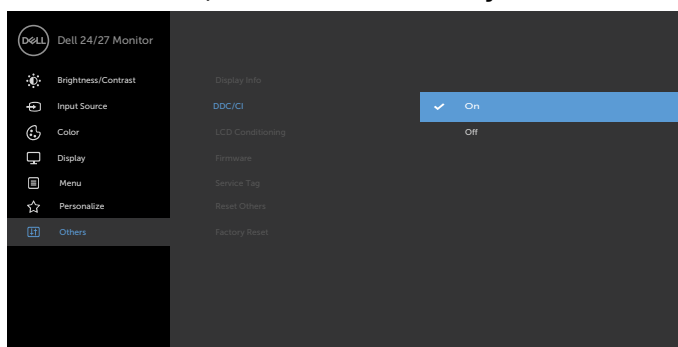 DELL
Dell 24/27 Monitor
Brightness/Contrast
Input Source
Color
Display
Menu
Personalize
Others
Display Info
DDC/CI
LCD Conditioning
Firmware
Service Tag
Reset Others
Factory Reset
On
Off